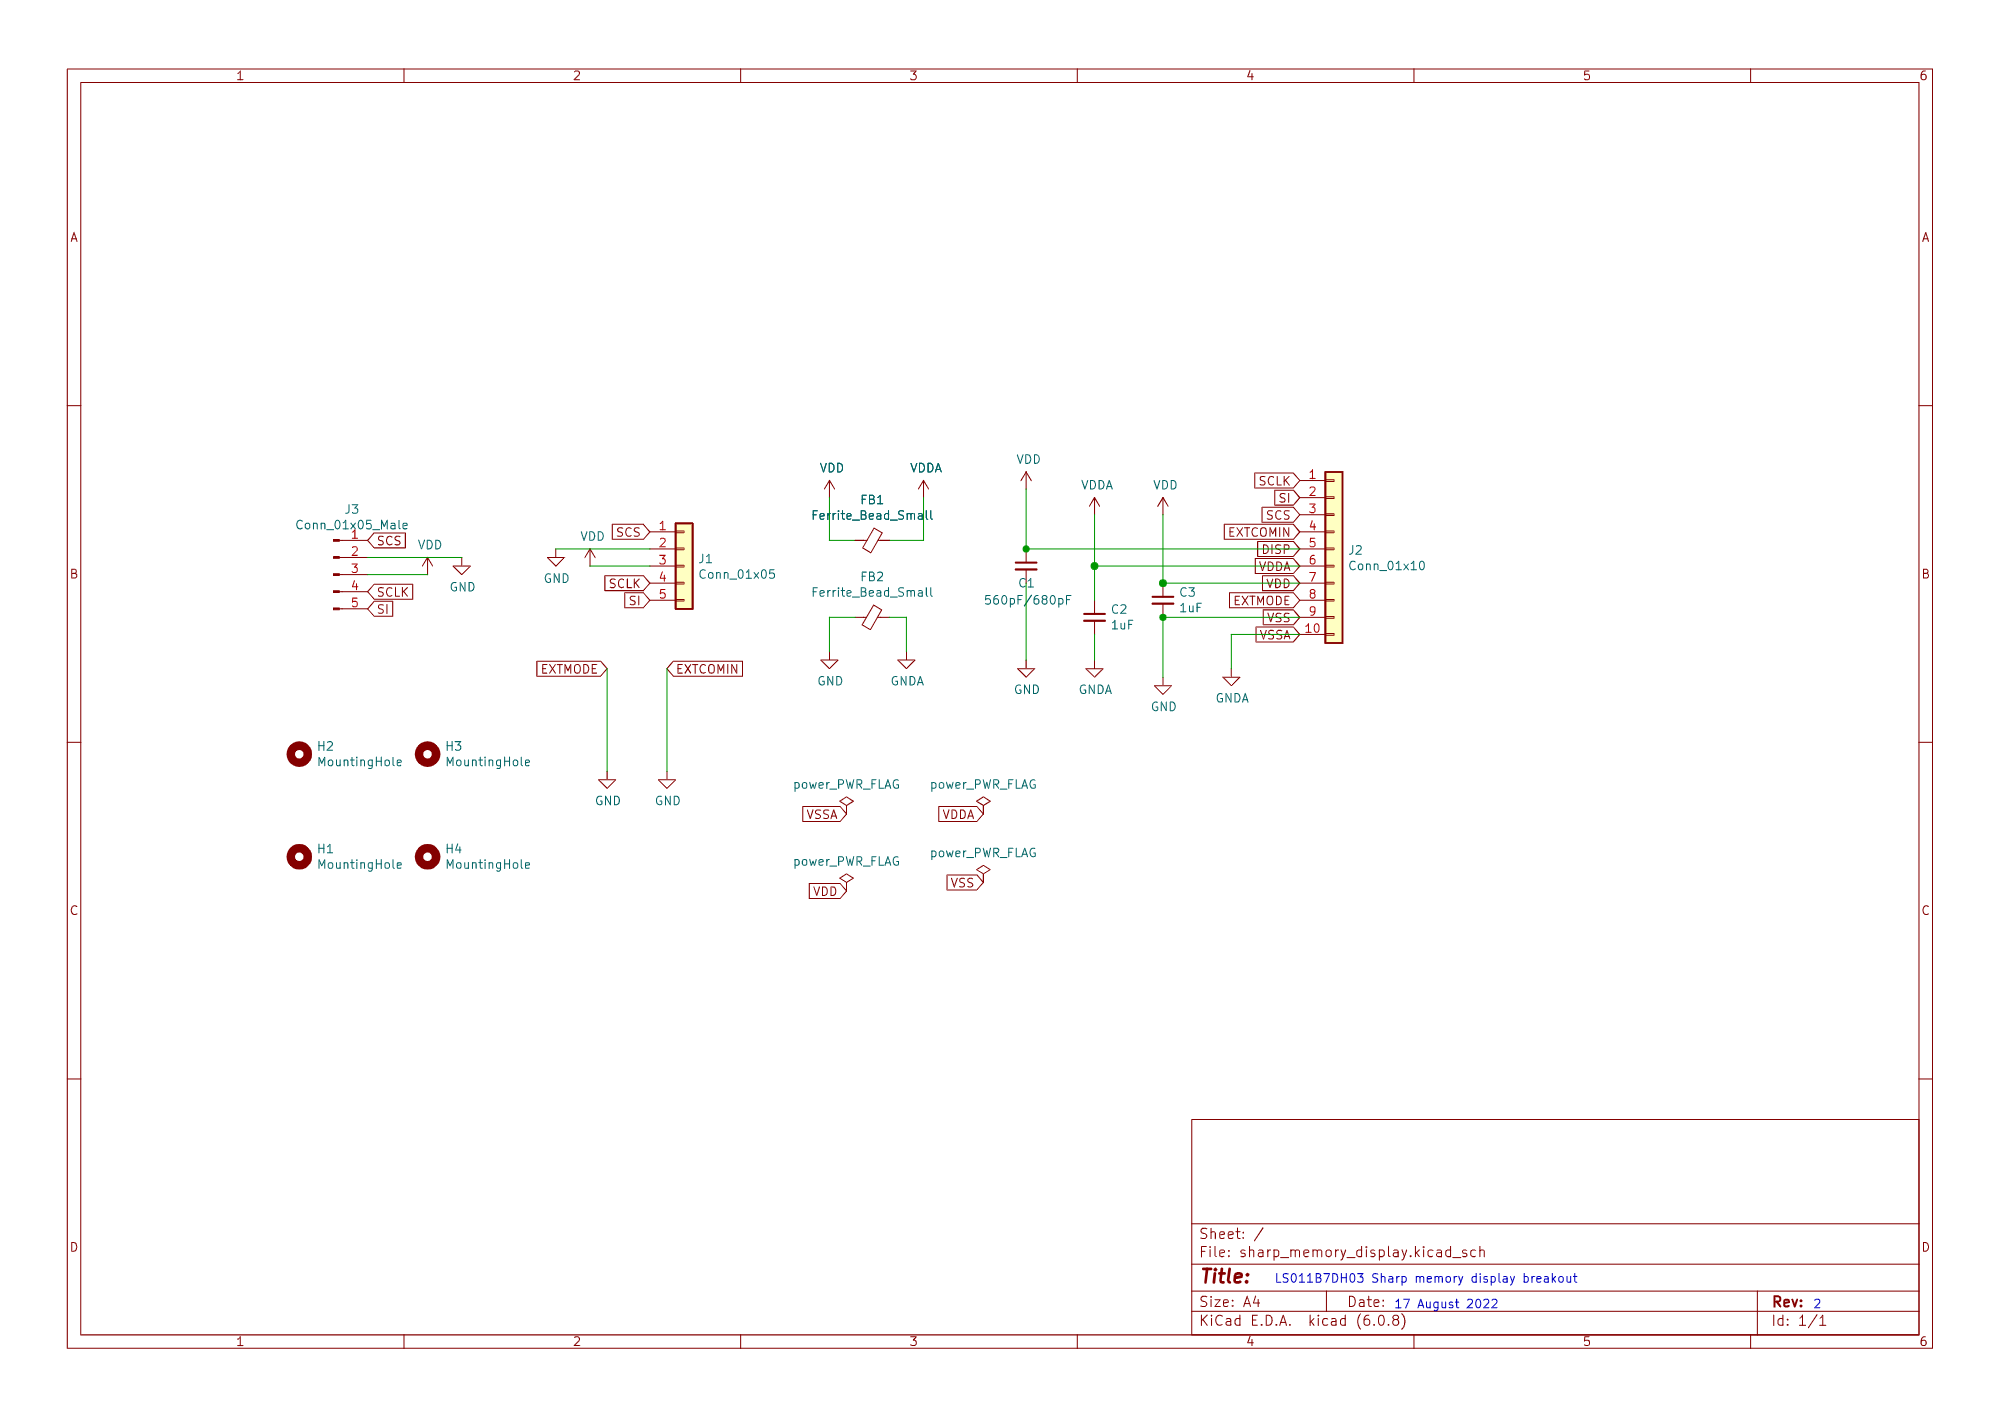 1 2 3 4 5 6
A A
B B
C C
D D
J3
Conn_01x05_Male
1 SCS
2
3
4 SCLK
5 SI
VDD
GND
SCS 1
2
3
SCLK 4
SI 5
VDD
GND
J1
Conn_01x05
VDD VDDA
FB1
Ferrite_Bead_Small
FB2
Ferrite_Bead_Small
GND GNDA
VDD
C1
560pF/680pF
GND
VDDA
C2
1uF
GNDA
VDD
C3
1uF
GND
GNDA
SCLK 1
SI 2
SCS 3
EXTCOMIN 4
DISP 5
VDDA 6
VDD 7
EXTMODE 8
VSS 9
VSSA 10
J2
Conn_01x10
EXTMODE EXTCOMIN
GND GND
H2
MountingHole
H3
MountingHole
H1
MountingHole
H4
MountingHole
power_PWR_FLAG
VSSA
power_PWR_FLAG
VDDA
power_PWR_FLAG
VDD
power_PWR_FLAG
VSS
Sheet: /
File: sharp_memory_display.kicad_sch
Title: LS011B7DH03 Sharp memory display breakout
Size: A4 Date: 17 August 2022 Rev: 2
KiCad E.D.A. kicad (6.0.8) Id: 1/1
1 2 3 4 5 6